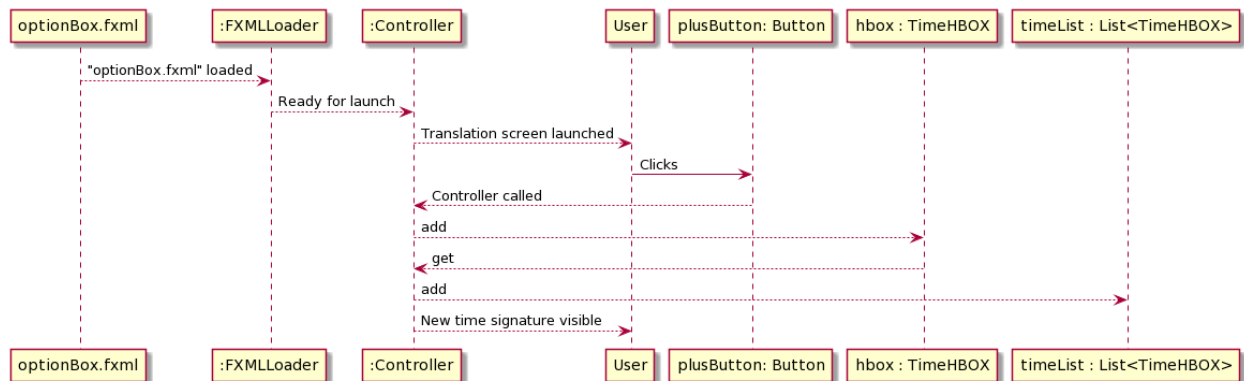 optionBox.fxml
:FXMLLoader
:Controller
User
plusButton: Button
hbox : TimeHBOX
timeList : List<TimeHBOX>
"optionBox.fxml" loaded
Ready for launch
Translation screen launched
Clicks
Controller called
add
get
add
New time signature visible
optionBox.fxml
:FXMLLoader
:Controller
User
plusButton: Button
hbox : TimeHBOX
timeList : List<TimeHBOX>